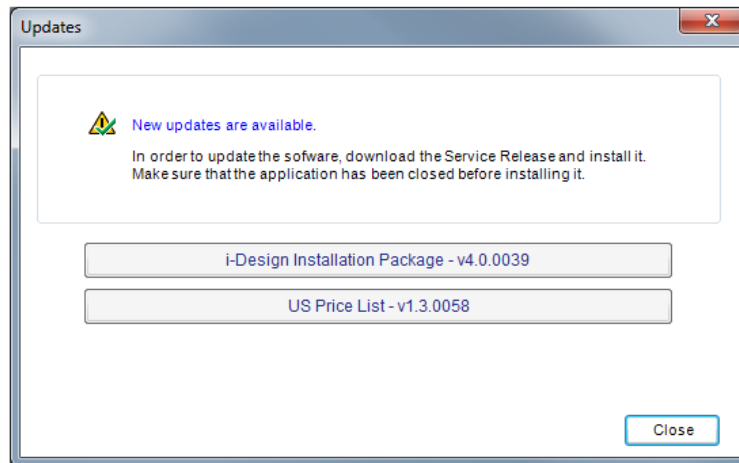 Updates
New updates are available.
In order to update the sofware, download the Service Release and install it.
Make sure that the application has been closed before installing it.
i-Design Installation Package - v4.0.0039
US Price List - v1.3.0058
Close